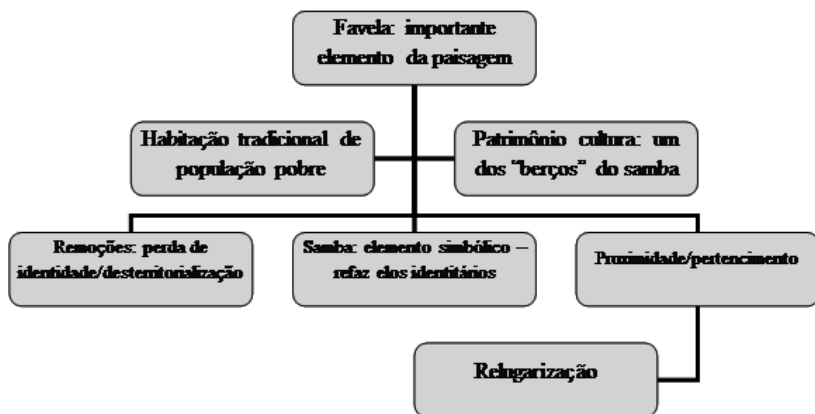 Favela: importante
elemento da paisagem
Habitação tradicional de
população pobre
Patrimônio cultura: um
dos "berços" do samba
Remoções: perda de
identidade/desterritorialização
Samba: elemento simbólico –
refaz elos identitários
Proximidade/pertencimento
Relugarização